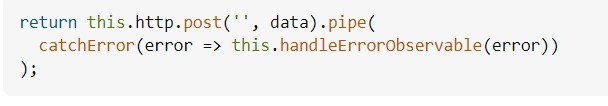 return this.http.post('', data).pipe(
  catchError(error => this.handleErrorObservable(error))
);